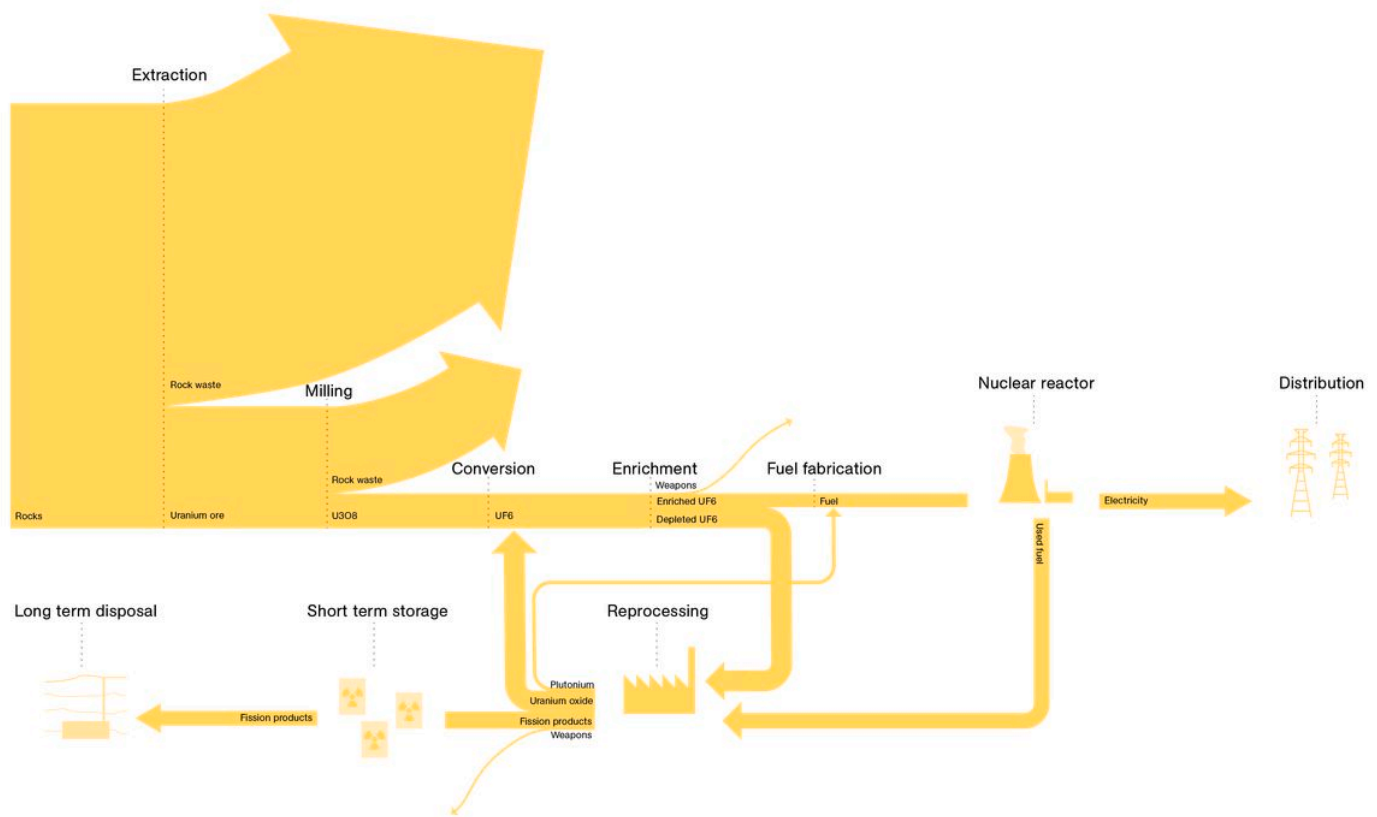 Extraction
Rock waste
Milling
Nuclear reactor
Distribution
Rock waste
Conversion
Enrichment
Fuel fabrication
Weapons
Enriched UF6
Fuel
Electricity
Rocks
Uranium ore
U3O8
UF6
Depleted UF6
Used fuel
Long term disposal
Short term storage
Reprocessing
Plutonium
Uranium oxide
Fission products
Fission products
Weapons